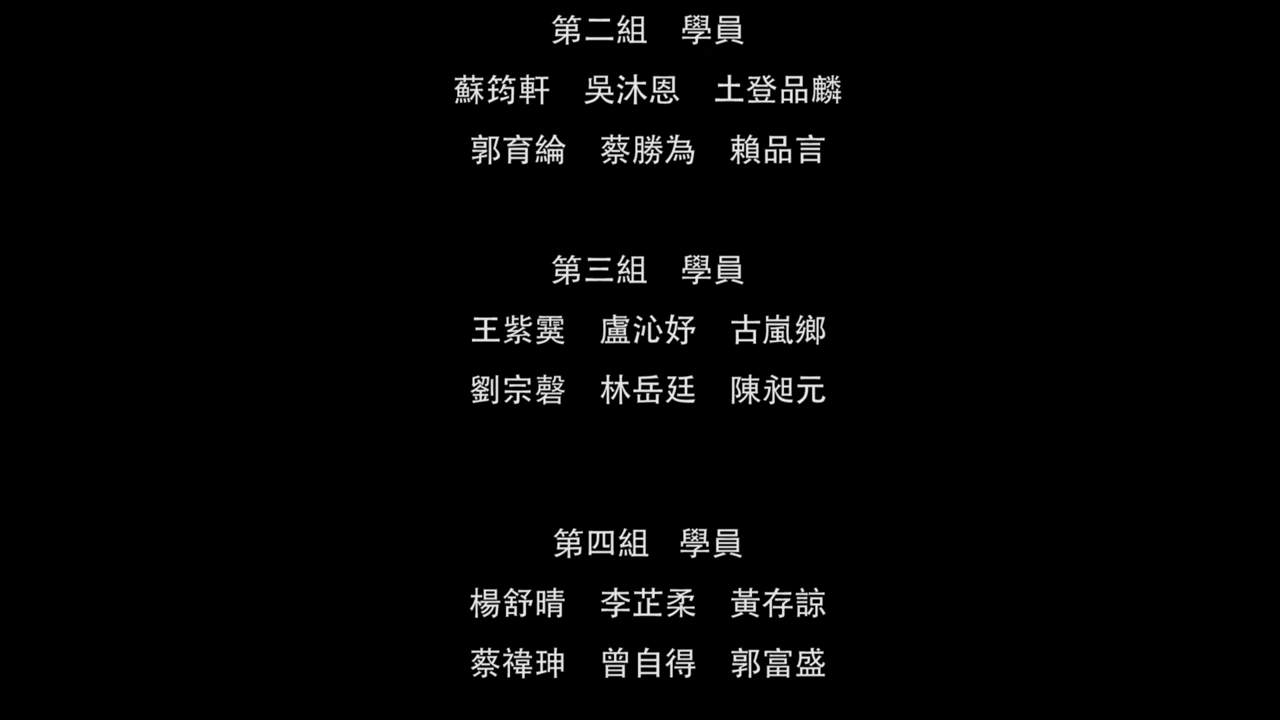 第二組 學員
蘇筠軒 吳沐恩 土登品麟
郭育綸 蔡勝為 賴品言
第三組 學員
王紫霙 盧沁妤 古嵐鄉
劉宗磬 林岳廷 陳昶元
第四組 學員
楊舒晴 李芷柔 黃存諒
蔡禕珅 曾自得 郭富盛